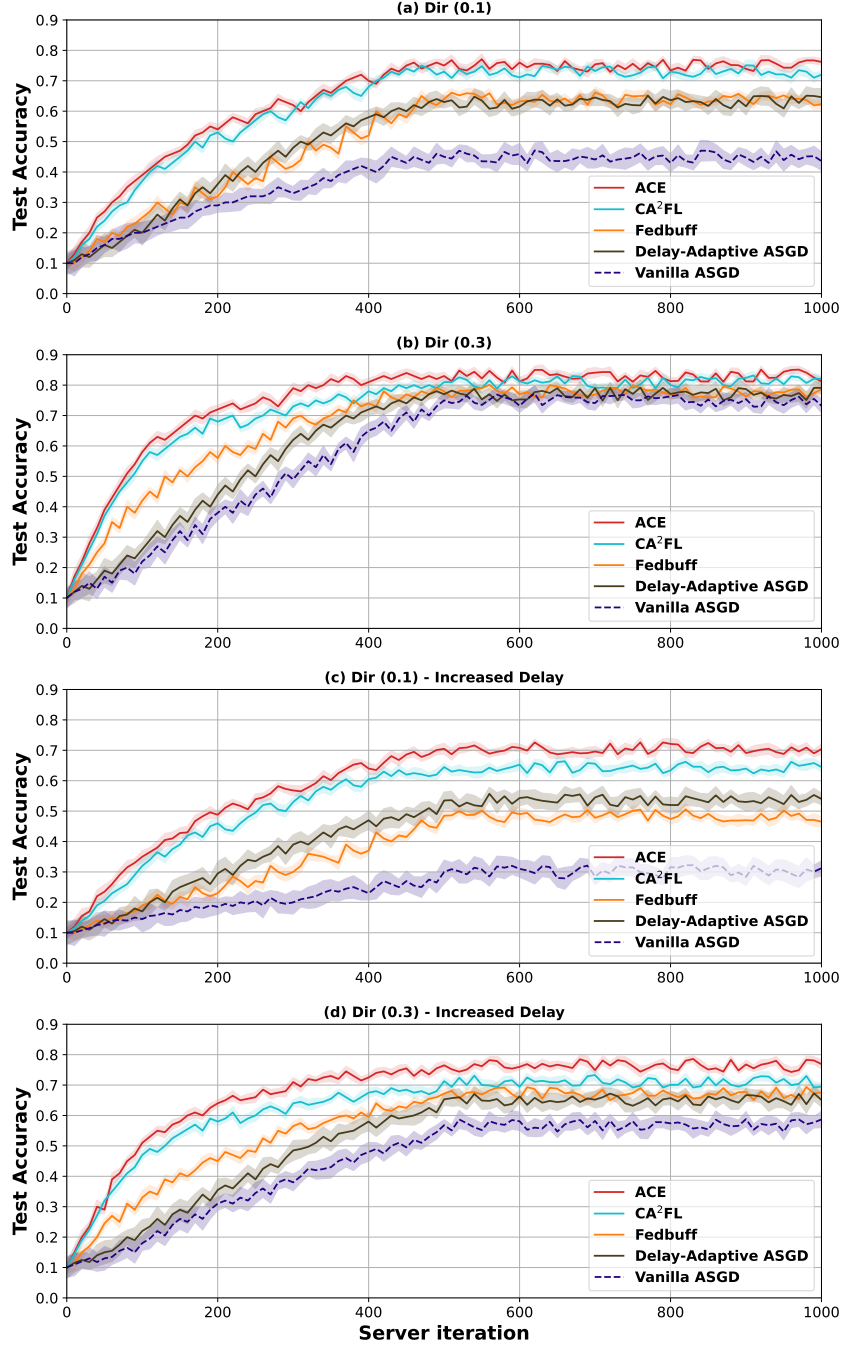 (a) Dir (0.1)
Test Accuracy
0.9
0.8
0.7
0.6
0.5
0.4
0.3
0.2
0.1
0.0
0 200 400 600 800 1000
ACE
CA²FL
Fedbuff
Delay-Adaptive ASGD
Vanilla ASGD
(b) Dir (0.3)
Test Accuracy
0.9
0.8
0.7
0.6
0.5
0.4
0.3
0.2
0.1
0.0
0 200 400 600 800 1000
ACE
CA²FL
Fedbuff
Delay-Adaptive ASGD
Vanilla ASGD
(c) Dir (0.1) - Increased Delay
Test Accuracy
0.9
0.8
0.7
0.6
0.5
0.4
0.3
0.2
0.1
0.0
0 200 400 600 800 1000
ACE
CA²FL
Fedbuff
Delay-Adaptive ASGD
Vanilla ASGD
(d) Dir (0.3) - Increased Delay
Test Accuracy
0.9
0.8
0.7
0.6
0.5
0.4
0.3
0.2
0.1
0.0
0 200 400 600 800 1000
ACE
CA²FL
Fedbuff
Delay-Adaptive ASGD
Vanilla ASGD
Server iteration